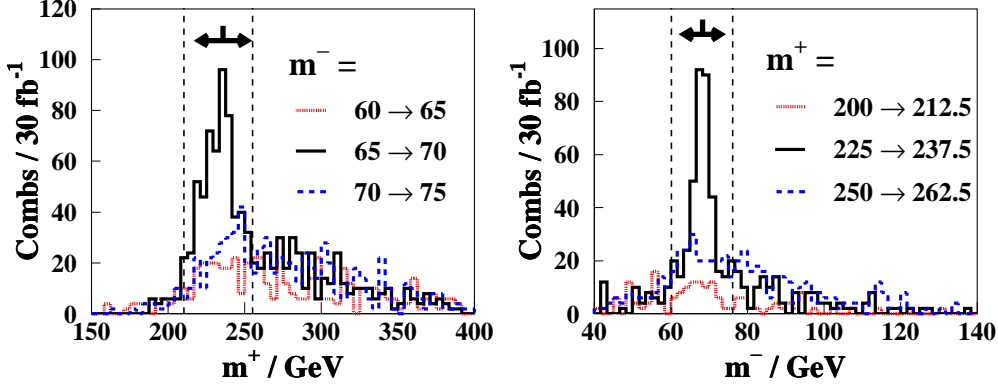 Combs / 30 fb⁻¹
120
100
80
60
40
20
0
m⁻ =
60 → 65
65 → 70
70 → 75
150
200
250
300
350
400
m⁺ / GeV
Combs / 30 fb⁻¹
100
80
60
40
20
0
m⁺ =
200 → 212.5
225 → 237.5
250 → 262.5
40
60
80
100
120
140
m⁻ / GeV